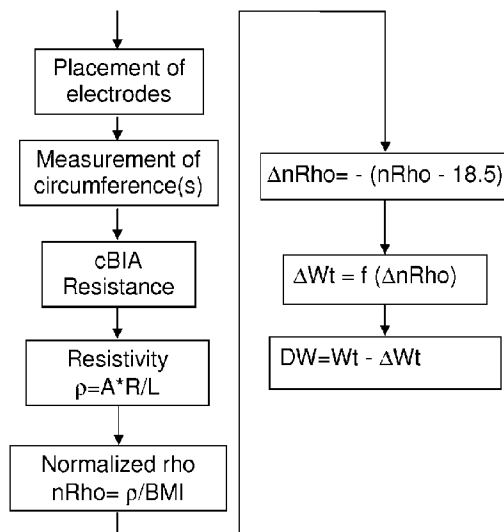 Placement of
electrodes
Measurement of
circumference(s)
cBIA
Resistance
Resistivity
ρ=A*R/L
Normalized rho
nRho= ρ/BMI
ΔnRho= - (nRho - 18.5)
ΔWt = f (ΔnRho)
DW=Wt - ΔWt